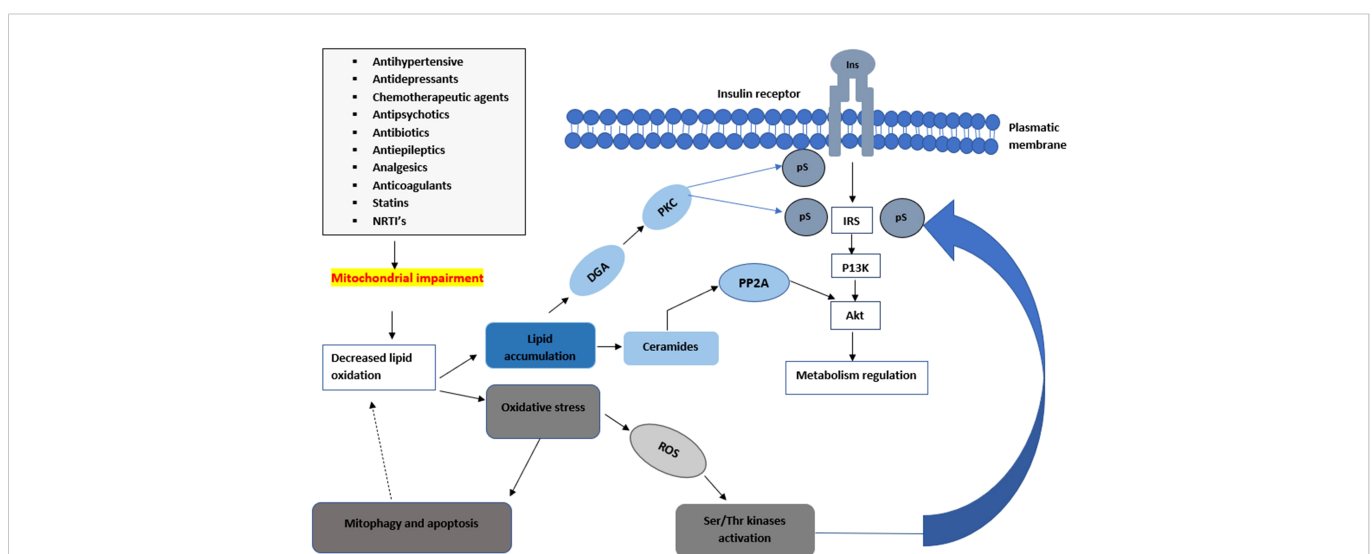 ▪ Antihypertensive
▪ Antidepressants
▪ Chemotherapeutic agents
▪ Antipsychotics
▪ Antibiotics
▪ Antiepileptics
▪ Analgesics
▪ Anticoagulants
▪ Statins
▪ NRTI’s
Mitochondrial impairment
Decreased lipid
oxidation
Lipid
accumulation
Oxidative stress
Mitophagy and apoptosis
DGA
PKC
Ceramides
PP2A
ROS
Ser/Thr kinases
activation
Insulin receptor
Ins
Plasmatic
membrane
pS
pS
IRS
pS
P13K
Akt
Metabolism regulation